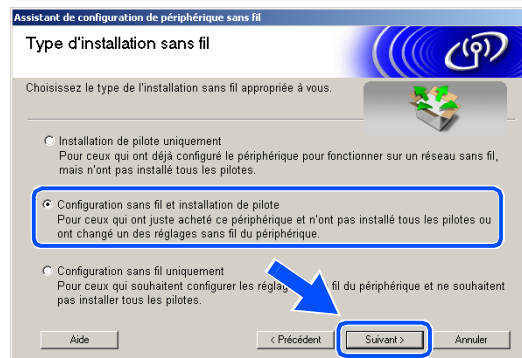 Assistant de configuration de périphérique sans fil
Type d'installation sans fil
Choisissez le type de l'installation sans fil appropriée à vous.
Installation de pilote uniquement
Pour ceux qui ont déjà configuré le périphérique pour fonctionner sur un réseau sans fil,
mais n'ont pas installé tous les pilotes.
Configuration sans fil et installation de pilote
Pour ceux qui ont juste acheté ce périphérique et n'ont pas installé tous les pilotes ou
ont changé un des réglages sans fil du périphérique.
Configuration sans fil uniquement
Pour ceux qui souhaitent configurer les réglag fil du périphérique et ne souhaitent
pas installer tous les pilotes.
Aide
< Précédent
Suivant >
Annuler